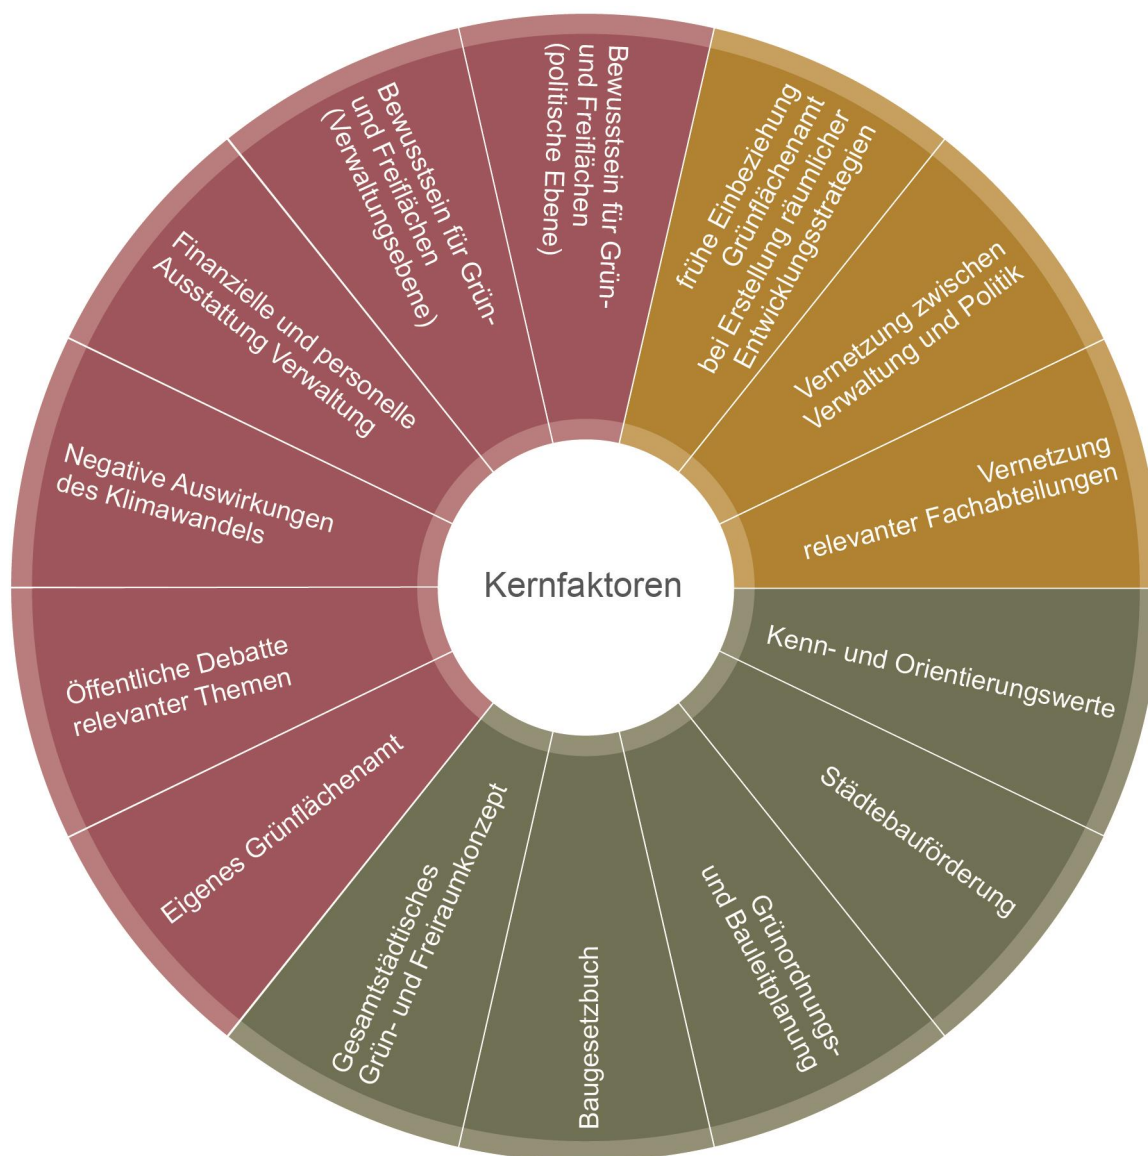 Kernfaktoren
frühe Einbeziehung
Grünflächenamt
bei Erstellung räumlicher
Entwicklungsstrategien
Vernetzung zwischen
Verwaltung und Politik
Vernetzung
relevanter Fachabteilungen
Kenn- und Orientierungswerte
Städtebauförderung
Grünordnungs-
und Bauleitplanung
Baugesetzbuch
Gesamtstädtisches
Grün- und Freiraumkonzept
Eigenes Grünflächenamt
Öffentliche Debatte
relevanter Themen
Negative Auswirkungen
des Klimawandels
Finanzielle und personelle
Ausstattung Verwaltung
Bewusstsein für Grün-
und Freiflächen
(Verwaltungsebene)
Bewusstsein für Grün-
und Freiflächen
(politische Ebene)